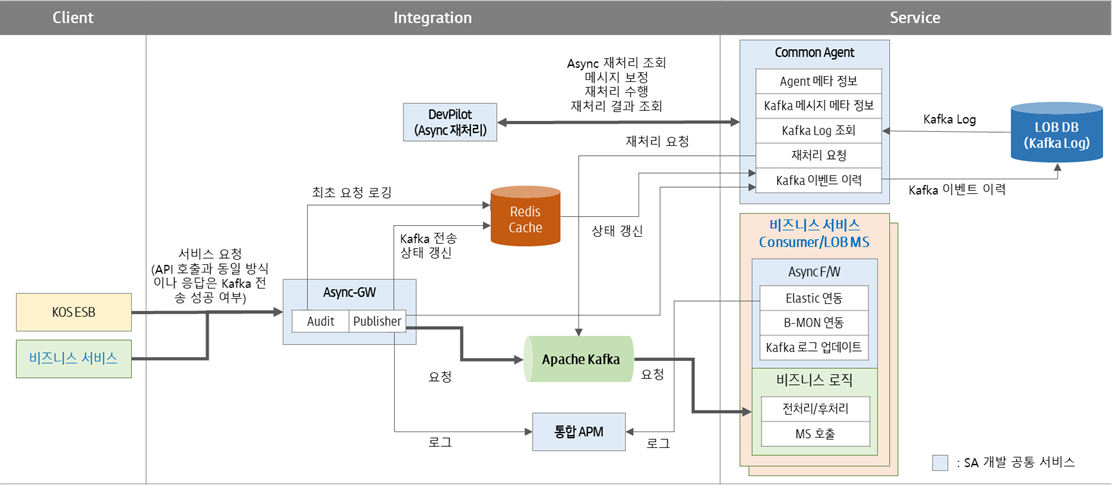 Client
Integration
Service
KOS ESB
비즈니스 서비스
서비스 요청
(API 호출과 동일 방식
이나 응답은 Kafka 전
송 성공 여부)
Async-GW
Audit
Publisher
최초 요청 로깅
Kafka 전송
상태 갱신
Redis
Cache
DevPilot
(Async 재처리)
Async 재처리 조회
메시지 보정
재처리 수행
재처리 결과 조회
재처리 요청
상태 갱신
요청
Apache Kafka
요청
로그
통합 APM
로그
Common Agent
Agent 메타 정보
Kafka 메시지 메타 정보
Kafka Log 조회
재처리 요청
Kafka 이벤트 이력
Kafka Log
LOB DB
(Kafka Log)
Kafka 이벤트 이력
비즈니스 서비스
Consumer/LOB MS
Async F/W
Elastic 연동
B-MON 연동
Kafka 로그 업데이트
비즈니스 로직
전처리/후처리
MS 호출
: SA 개발 공통 서비스